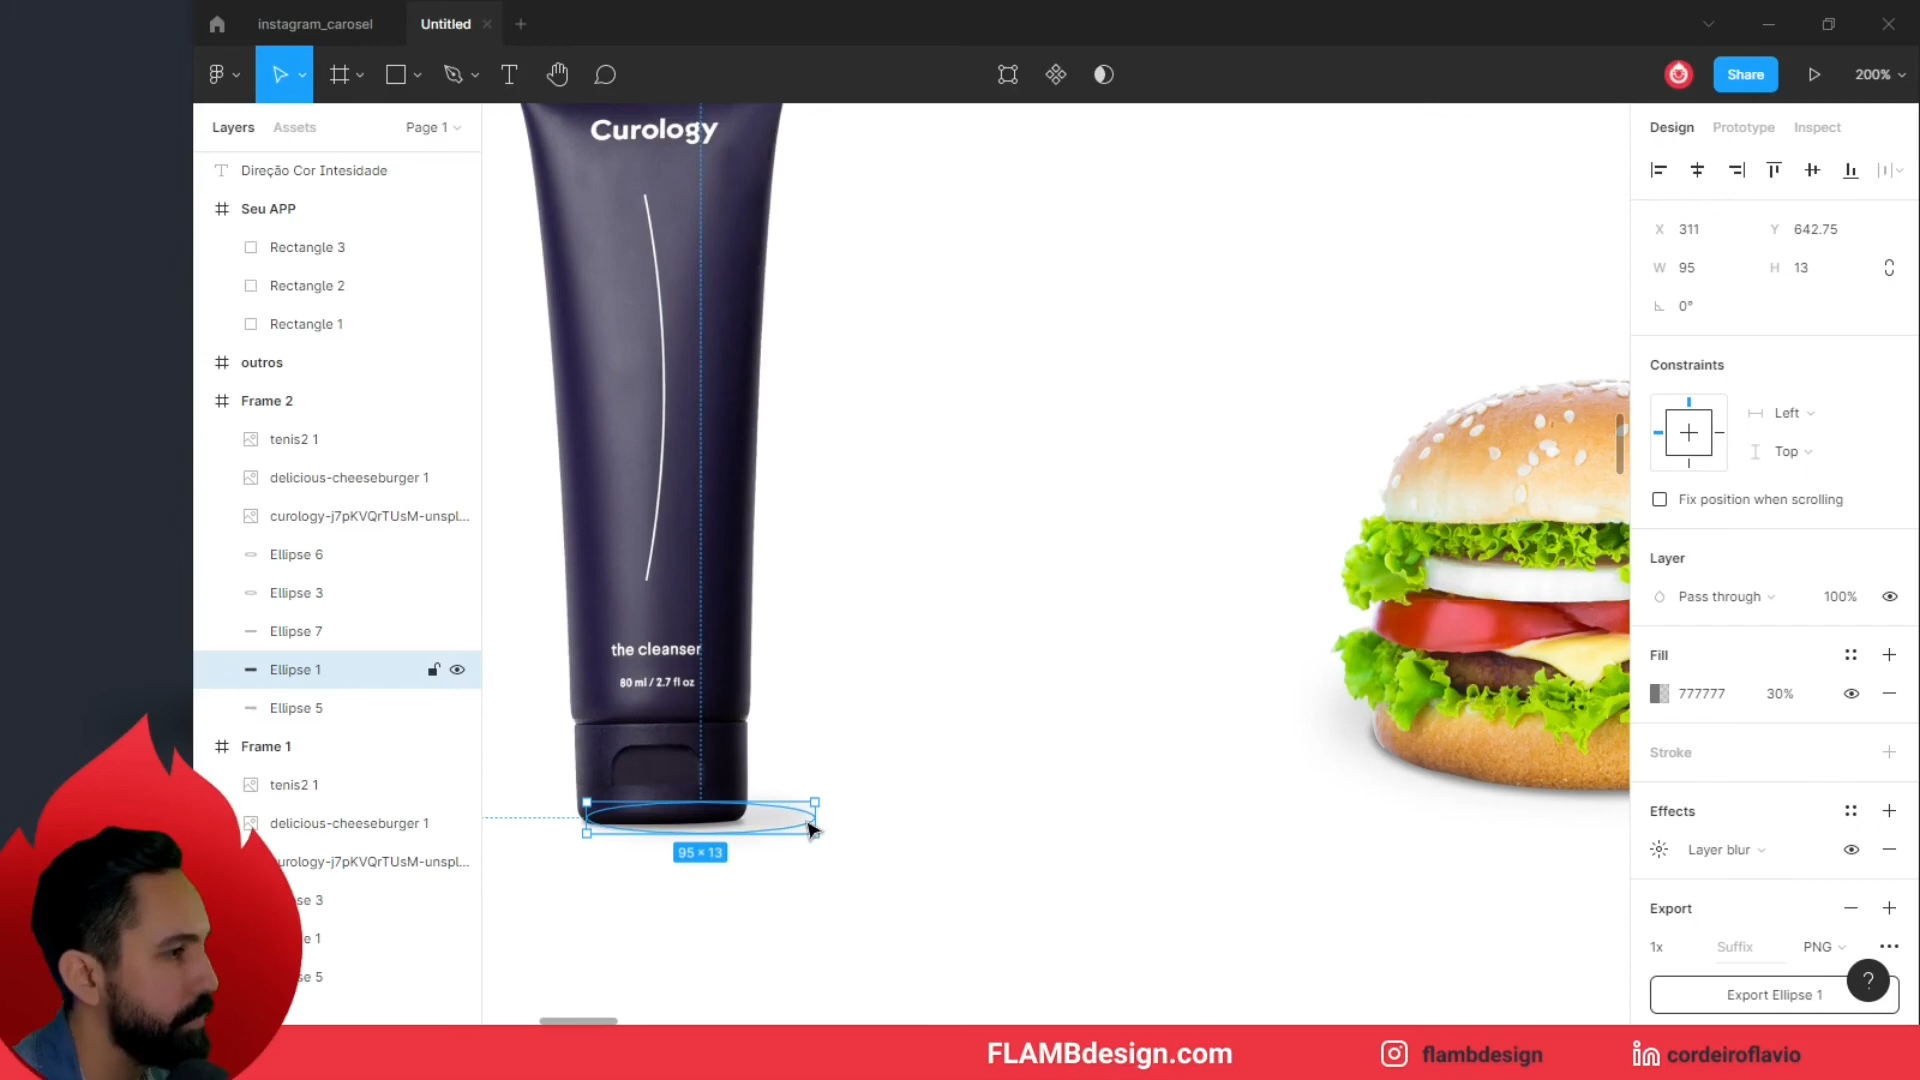 instagram_carosel
Untitled
Share
200%
Layers
Assets
Page 1
Direção Cor Intesidade
Seu APP
Rectangle 3
Rectangle 2
Rectangle 1
outros
Frame 2
tenis2 1
delicious-cheeseburger 1
curology-j7pKVQrTUsM-unspl...
Ellipse 6
Ellipse 3
Ellipse 7
Ellipse 1
Ellipse 5
Frame 1
tenis2 1
delicious-cheeseburger 1
urology-j7pKVQrTUsM-unspl...
se 3
e 1
se 5
Curology
the cleanser
80 ml / 2.7 fl oz
95 × 13
Design
Prototype
Inspect
X 311
Y 642.75
W 95
H 13
0°
Constraints
Left
Top
Fix position when scrolling
Layer
Pass through
100%
Fill
777777
30%
Stroke
Effects
Layer blur
Export
1x
Suffix
PNG
?
Export Ellipse 1
FLAMBdesign.com
flambdesign
in cordeiroflavio